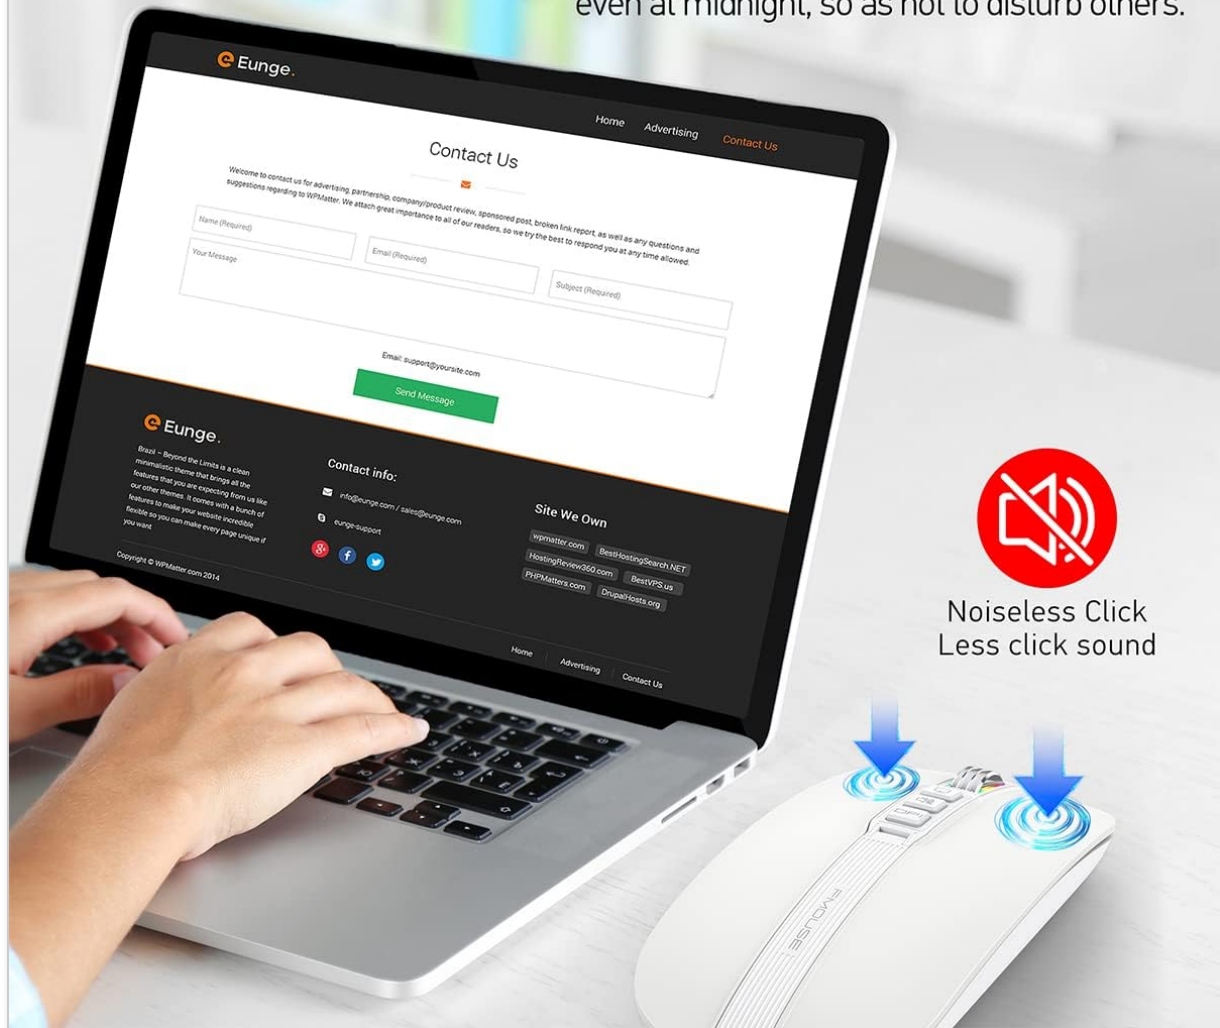 even at midnight, so as not to disturb others.
Eunge.
Home
Advertising
Contact Us
Contact Us
Welcome to contact us for advertising, partnership, company/product review, sponsored post, broken link report, as well as any questions and
suggestions regarding to WPMatter. We attach great importance to all of our readers, so we try the best to respond you at any time allowed.
Name (Required)
Email (Required)
Subject (Required)
Your Message
Email: support@yoursite.com
Send Message
Eunge.
Brazil – Beyond the Limits is a clean
minimalistic theme that brings all the
features that you are expecting from us like
our other themes. It comes with a bunch of
features to make your website incredible
flexible so you can make every page unique if
you want
Contact info:
info@eunge.com / sales@eunge.com
eunge-support
Site We Own
wpmatter.com
BestHostingSearch.NET
HostingReview360.com
BestVPS.us
PHPMatters.com
DrupalHosts.org
Copyright © WPMatter.com 2014
Home
Advertising
Contact Us
Noiseless Click
Less click sound
FMOUSE